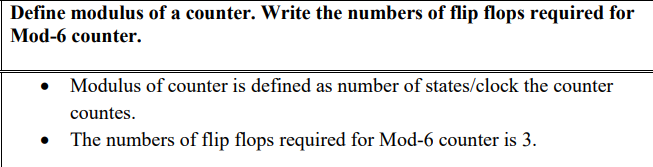 Define modulus of a counter. Write the numbers of flip flops required for
Mod-6 counter.
• Modulus of counter is defined as number of states/clock the counter
countes.
• The numbers of flip flops required for Mod-6 counter is 3.